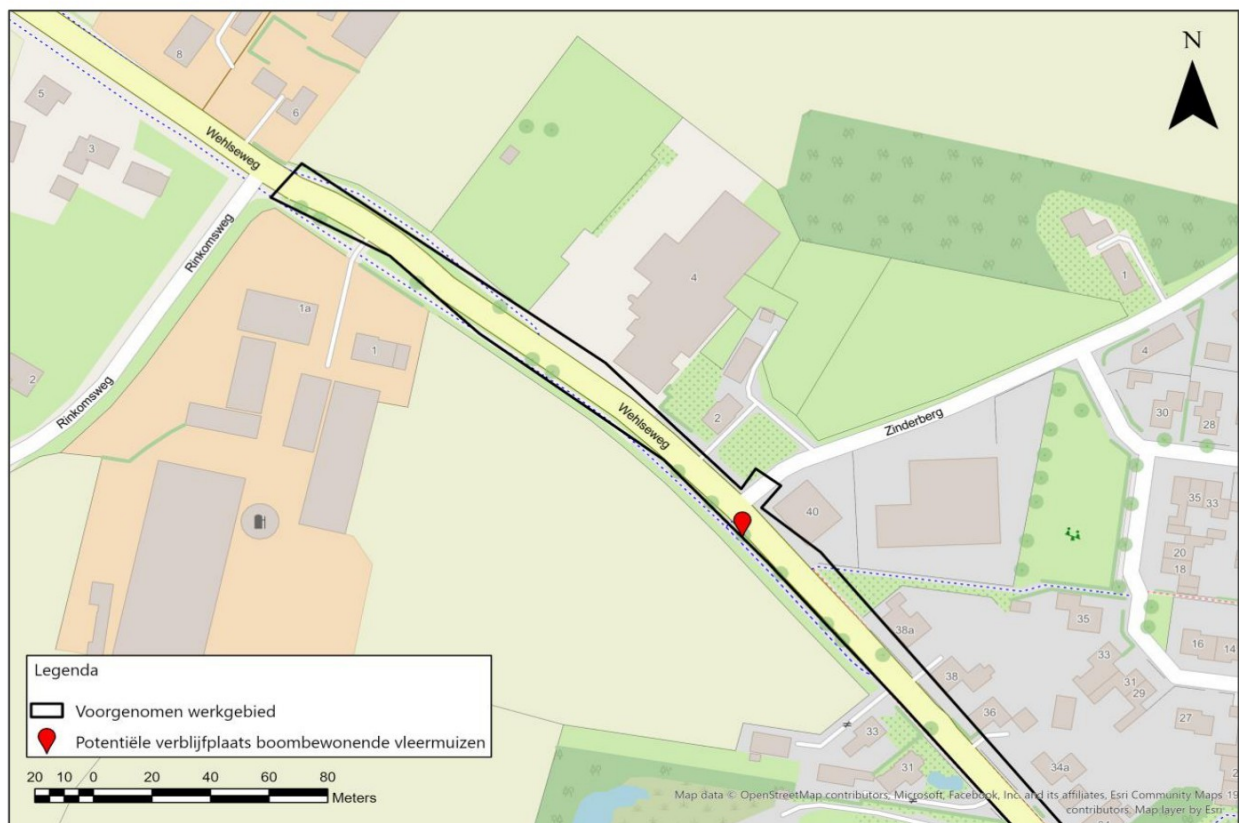 N
8
6
5
3
Wehlseweg
Rinkomsweg
4
1
1a
1
2
Rinkomsweg
Wehlseweg
2
Zinderberg
4
30
28
40
35
33
20
18
38a
35
16
14
38
33
31
29
36
27
33
31
34a
Legenda
Voorgenomen werkgebied
Potentiële verblijfplaats boombewonende vleermuizen
20 10 0 20 40 60 80
Meters
Map data © OpenStreetMap contributors, Microsoft, Facebook, Inc. and its affiliates, Esri Community Maps
contributors, Map layer by Esri
19